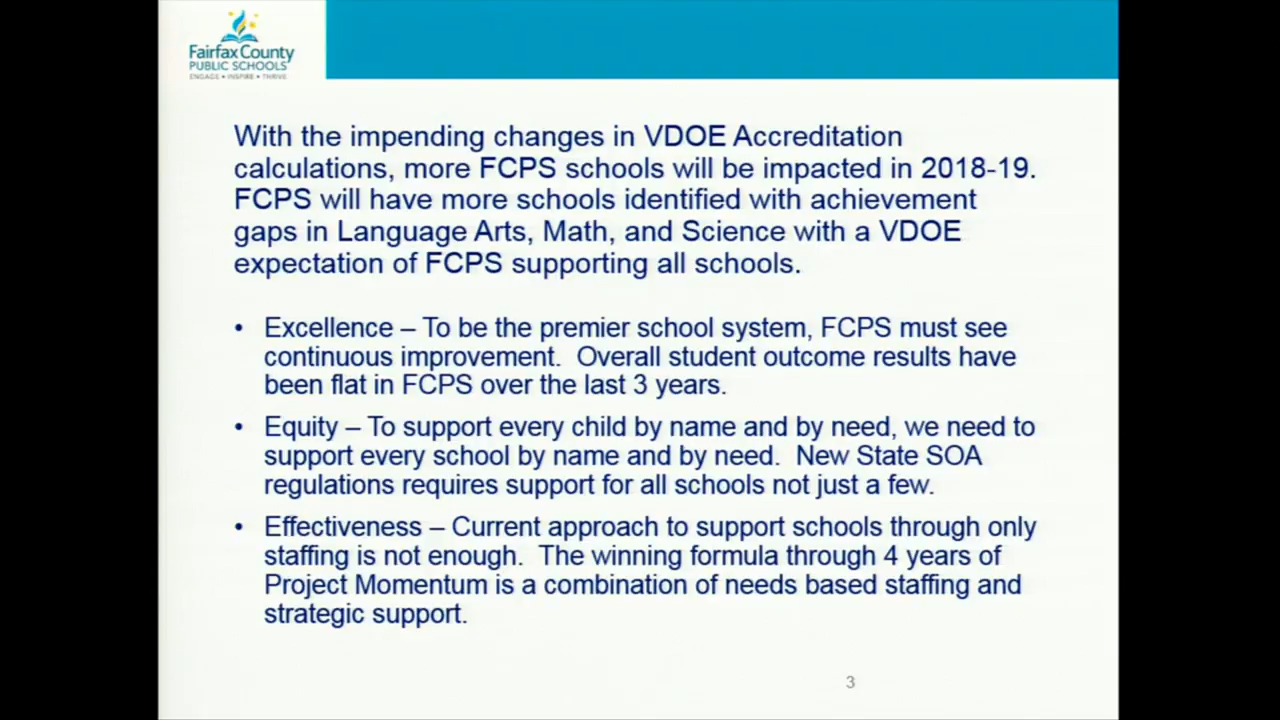 Fairfax County
PUBLIC SCHOOLS
ENGAGE • INSPIRE • THRIVE
With the impending changes in VDOE Accreditation
calculations, more FCPS schools will be impacted in 2018-19.
FCPS will have more schools identified with achievement
gaps in Language Arts, Math, and Science with a VDOE
expectation of FCPS supporting all schools.
• Excellence – To be the premier school system, FCPS must see
continuous improvement. Overall student outcome results have
been flat in FCPS over the last 3 years.
• Equity – To support every child by name and by need, we need to
support every school by name and by need. New State SOA
regulations requires support for all schools not just a few.
• Effectiveness – Current approach to support schools through only
staffing is not enough. The winning formula through 4 years of
Project Momentum is a combination of needs based staffing and
strategic support.
3